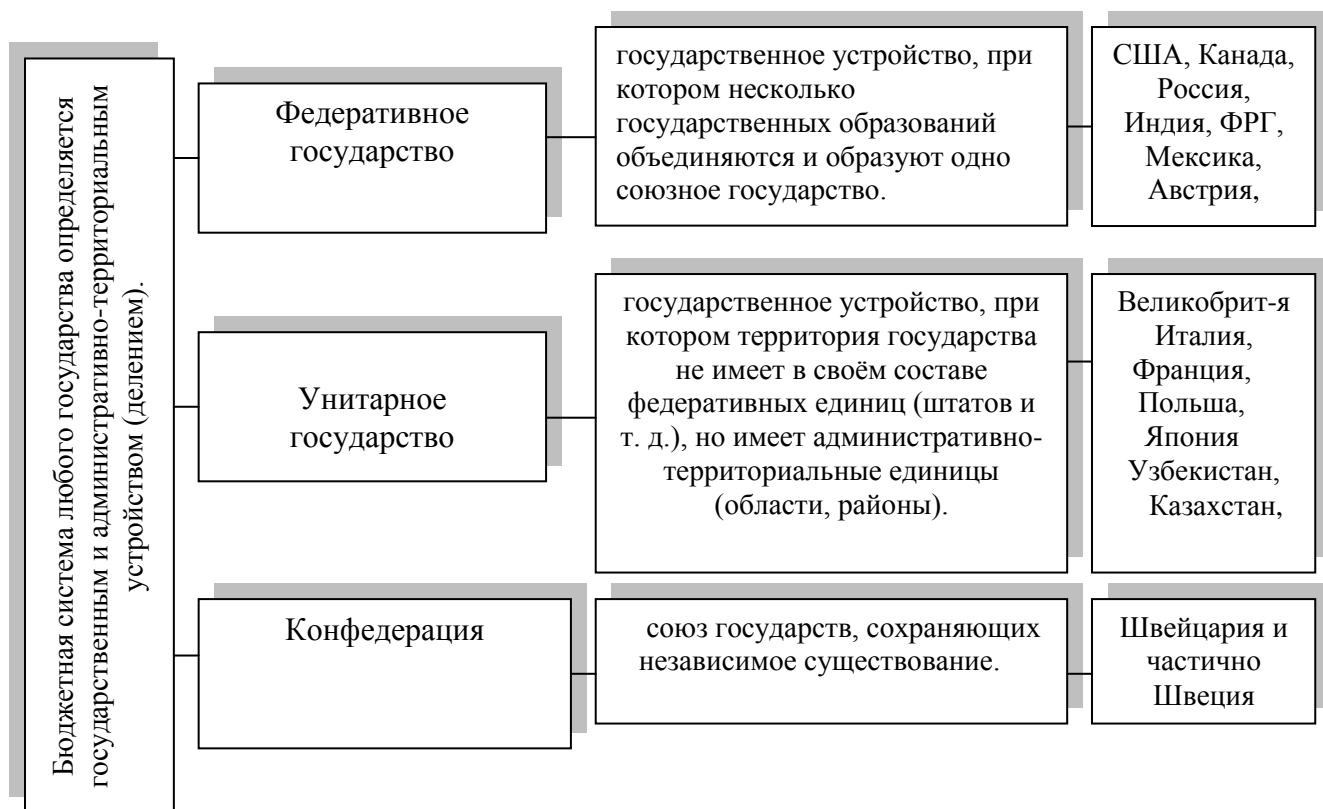 Бюджетная система любого государства определяется
государственным и административно-территориальным
устройством (делением).
Федеративное
государство
государственное устройство, при
котором несколько
государственных образований
объединяются и образуют одно
союзное государство.
США, Канада,
Россия,
Индия, ФРГ,
Мексика,
Австрия,
Унитарное
государство
государственное устройство, при
котором территория государства
не имеет в своём составе
федеративных единиц (штатов и
т. д.), но имеет административно-
территориальные единицы
(области, районы).
Великобрит-я
Италия,
Франция,
Польша,
Япония
Узбекистан,
Казахстан,
Конфедерация
союз государств, сохраняющих
независимое существование.
Швейцария и
частично
Швеция